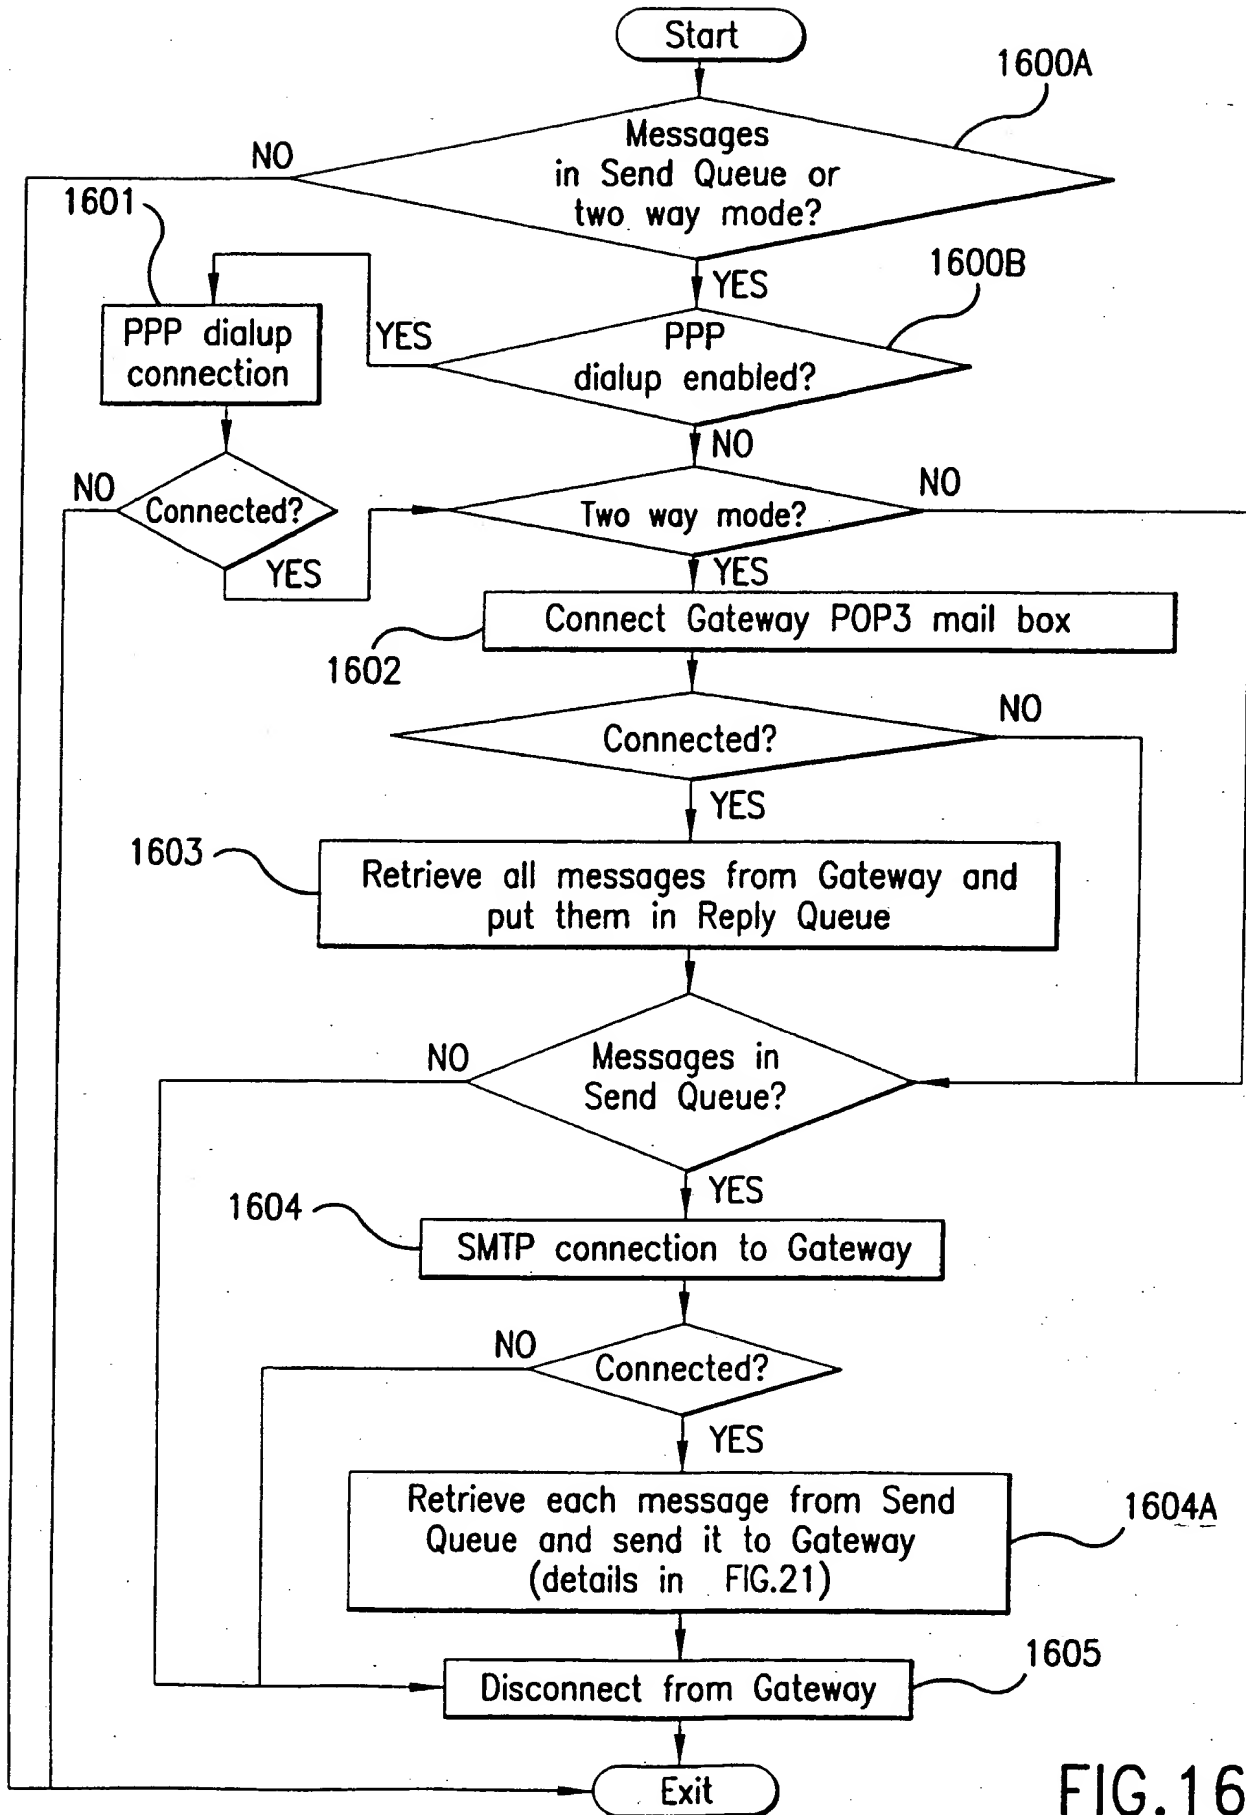 Start
1600A
Messages
in Send Queue or
two way mode?
NO
1601
YES
1600B
PPP dialup
connection
YES
PPP
dialup enabled?
NO
NO
Connected?
YES
Two way mode?
NO
YES
Connect Gateway POP3 mail box
1602
Connected?
NO
YES
1603
Retrieve all messages from Gateway and
put them in Reply Queue
NO
Messages in
Send Queue?
YES
1604
SMTP connection to Gateway
NO
Connected?
YES
Retrieve each message from Send
Queue and send it to Gateway
(details in FIG.21)
1604A
1605
Disconnect from Gateway
Exit
FIG.16